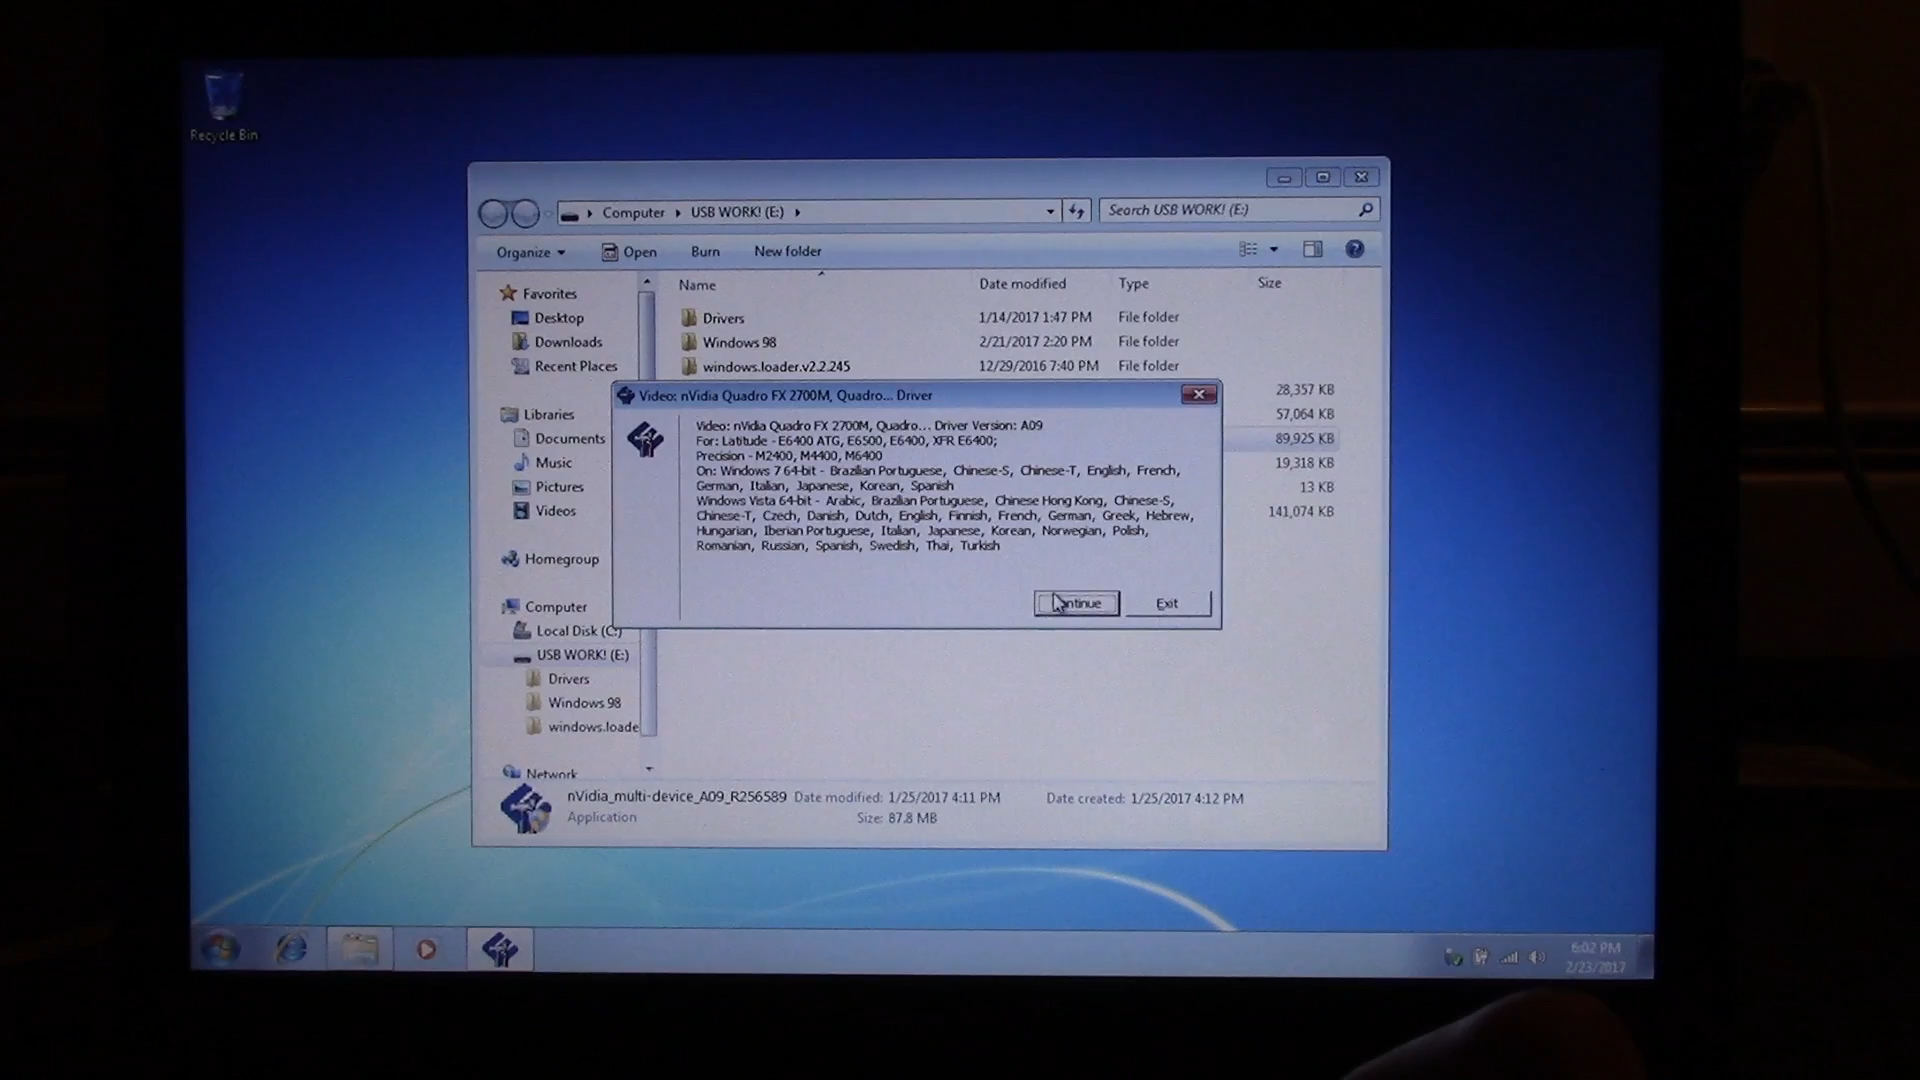 Recycle Bin
Computer USB WORK! (E:)
Search USB WORK! (E:)
Organize Open Burn New folder
Name Date modified Type Size
Favorites
Desktop
Downloads
Recent Places
Libraries
Documents
Music
Pictures
Videos
Homegroup
Computer
Local Disk (C:)
USB WORK! (E:)
Drivers
Windows 98
windows.loade
Network
Drivers 1/14/2017 1:47 PM File folder
Windows 98 2/21/2017 2:20 PM File folder
windows.loader.v2.2.245 12/29/2016 7:40 PM File folder
28,357 KB
57,064 KB
89,925 KB
19,318 KB
13 KB
141,074 KB
Video: nVidia Quadro FX 2700M, Quadro... Driver
Video: nVidia Quadro FX 2700M, Quadro... Driver Version: A09
For: Latitude - E6400 ATG, E6500, E6400, XFR E6400;
Precision - M2400, M4400, M6400
On: Windows 7 64-bit - Brazilian Portuguese, Chinese-S, Chinese-T, English, French,
German, Italian, Japanese, Korean, Spanish
Windows Vista 64-bit - Arabic, Brazilian Portuguese, Chinese Hong Kong, Chinese-S,
Chinese-T, Czech, Danish, Dutch, English, Finnish, French, German, Greek, Hebrew,
Hungarian, Iberian Portuguese, Italian, Japanese, Korean, Norwegian, Polish,
Romanian, Russian, Spanish, Swedish, Thai, Turkish
Continue Exit
nVidia_multi-device_A09_R256589 Date modified: 1/25/2017 4:11 PM Date created: 1/25/2017 4:12 PM
Application Size: 87.8 MB
6:02 PM
2/23/2017